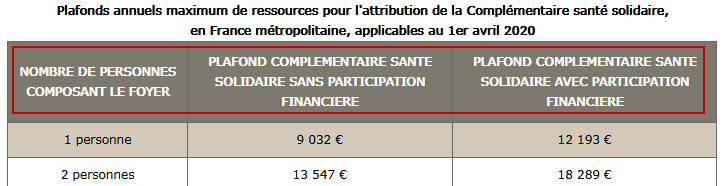 Plafonds annuels maximum de ressources pour l'attribution de la Complémentaire santé solidaire,
en France métropolitaine, applicables au 1er avril 2020
NOMBRE DE PERSONNES
COMPOSANT LE FOYER
PLAFOND COMPLEMENTAIRE SANTE
SOLIDAIRE SANS PARTICIPATION
FINANCIERE
PLAFOND COMPLEMENTAIRE SANTE
SOLIDAIRE AVEC PARTICIPATION
FINANCIERE
1 personne 9 032 € 12 193 €
2 personnes 13 547 € 18 289 €